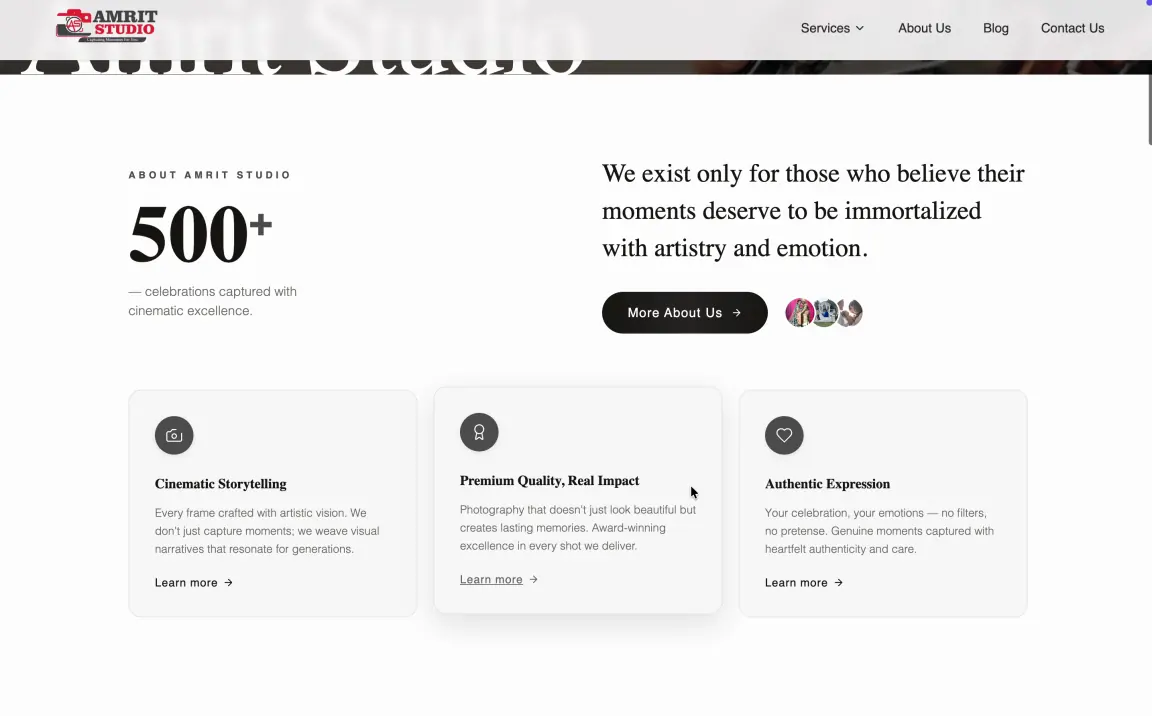 AMRIT
STUDIO
Services
About Us
Blog
Contact Us
Amrit Studio
ABOUT AMRIT STUDIO
500+
— celebrations captured with
cinematic excellence.
We exist only for those who believe their
moments deserve to be immortalized
with artistry and emotion.
More About Us →
Cinematic Storytelling
Every frame crafted with artistic vision. We
don't just capture moments; we weave visual
narratives that resonate for generations.
Learn more →
Premium Quality, Real Impact
Photography that doesn't just look beautiful but
creates lasting memories. Award-winning
excellence in every shot we deliver.
Learn more →
Authentic Expression
Your celebration, your emotions — no filters,
no pretense. Genuine moments captured with
heartfelt authenticity and care.
Learn more →